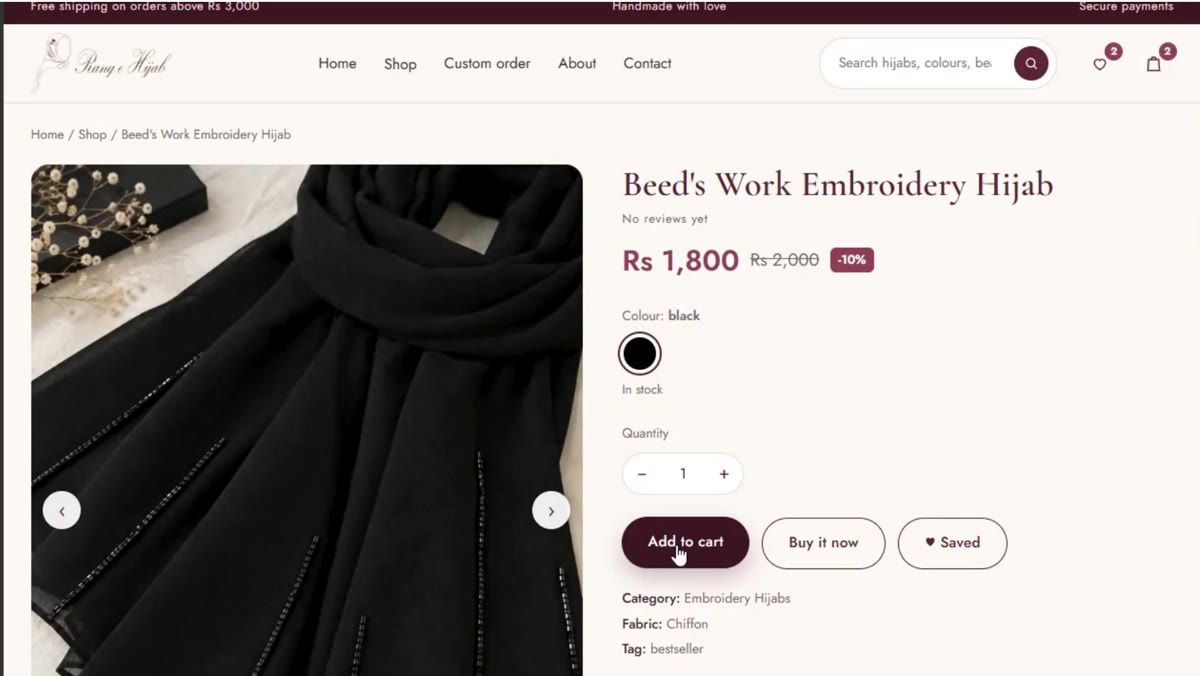 Free shipping on orders above Rs 3,000
Handmade with love
Secure payments
Rang e Hijab
Home
Shop
Custom order
About
Contact
Search hijabs, colours, be
2
2
Home / Shop / Beed's Work Embroidery Hijab
Beed's Work Embroidery Hijab
No reviews yet
Rs 1,800 Rs 2,000 -10%
Colour: black
In stock
Quantity
− 1 +
‹ ›
Add to cart
Buy it now
♥ Saved
Category: Embroidery Hijabs
Fabric: Chiffon
Tag: bestseller